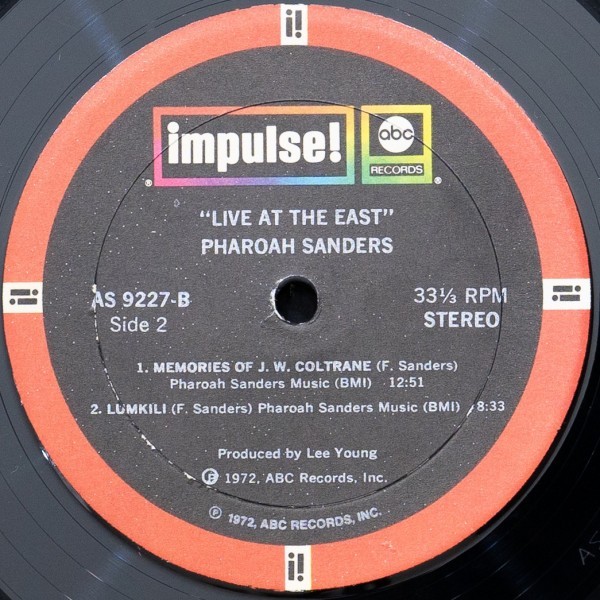 i!
impulse!
®
abc
RECORDS
®
"LIVE AT THE EAST"
PHAROAH SANDERS
i!
AS 9227-B
33⅓ RPM
i!
Side 2
STEREO
1. MEMORIES OF J. W. COLTRANE (F. Sanders)
Pharoah Sanders Music (BMI) 12:51
2. LUMKILI (F. Sanders) Pharoah Sanders Music (BMI) 8:33
Produced by Lee Young
Ⓟ 1972, ABC Records, Inc.
℗ 1972, ABC RECORDS, INC.
i!